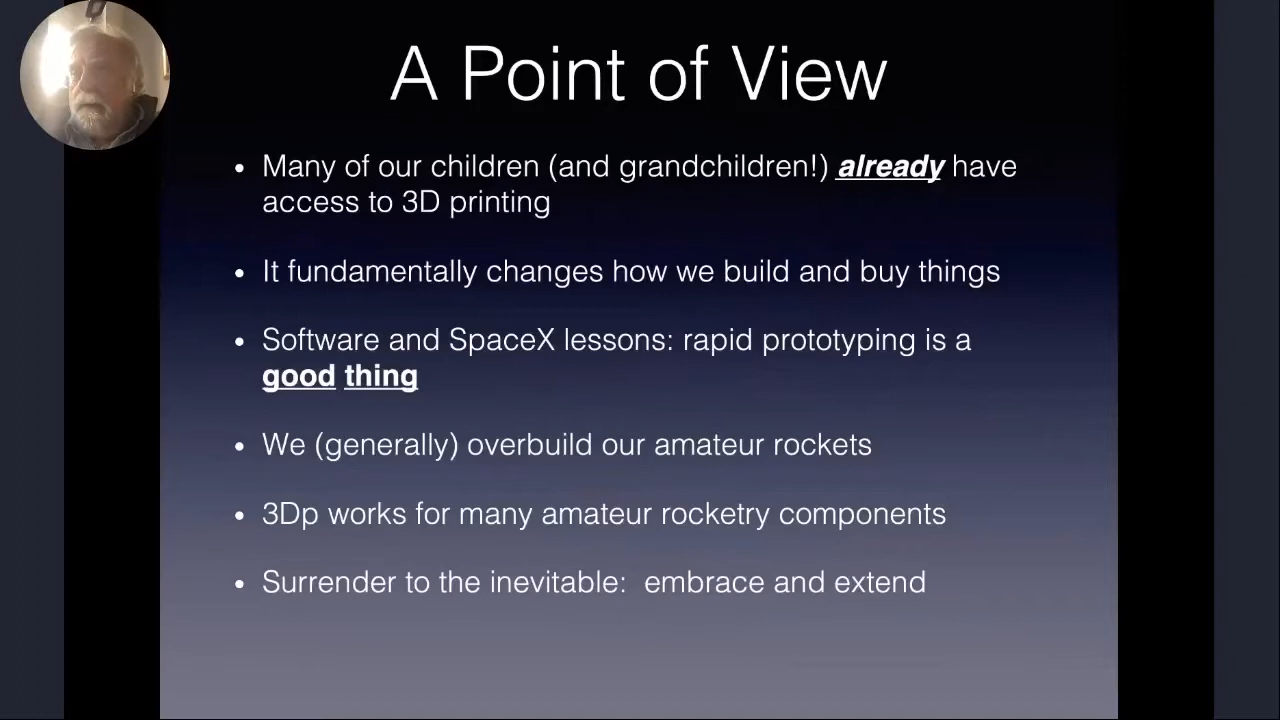 A Point of View
• Many of our children (and grandchildren!) already have
access to 3D printing
• It fundamentally changes how we build and buy things
• Software and SpaceX lessons: rapid prototyping is a
good thing
• We (generally) overbuild our amateur rockets
• 3Dp works for many amateur rocketry components
• Surrender to the inevitable:  embrace and extend